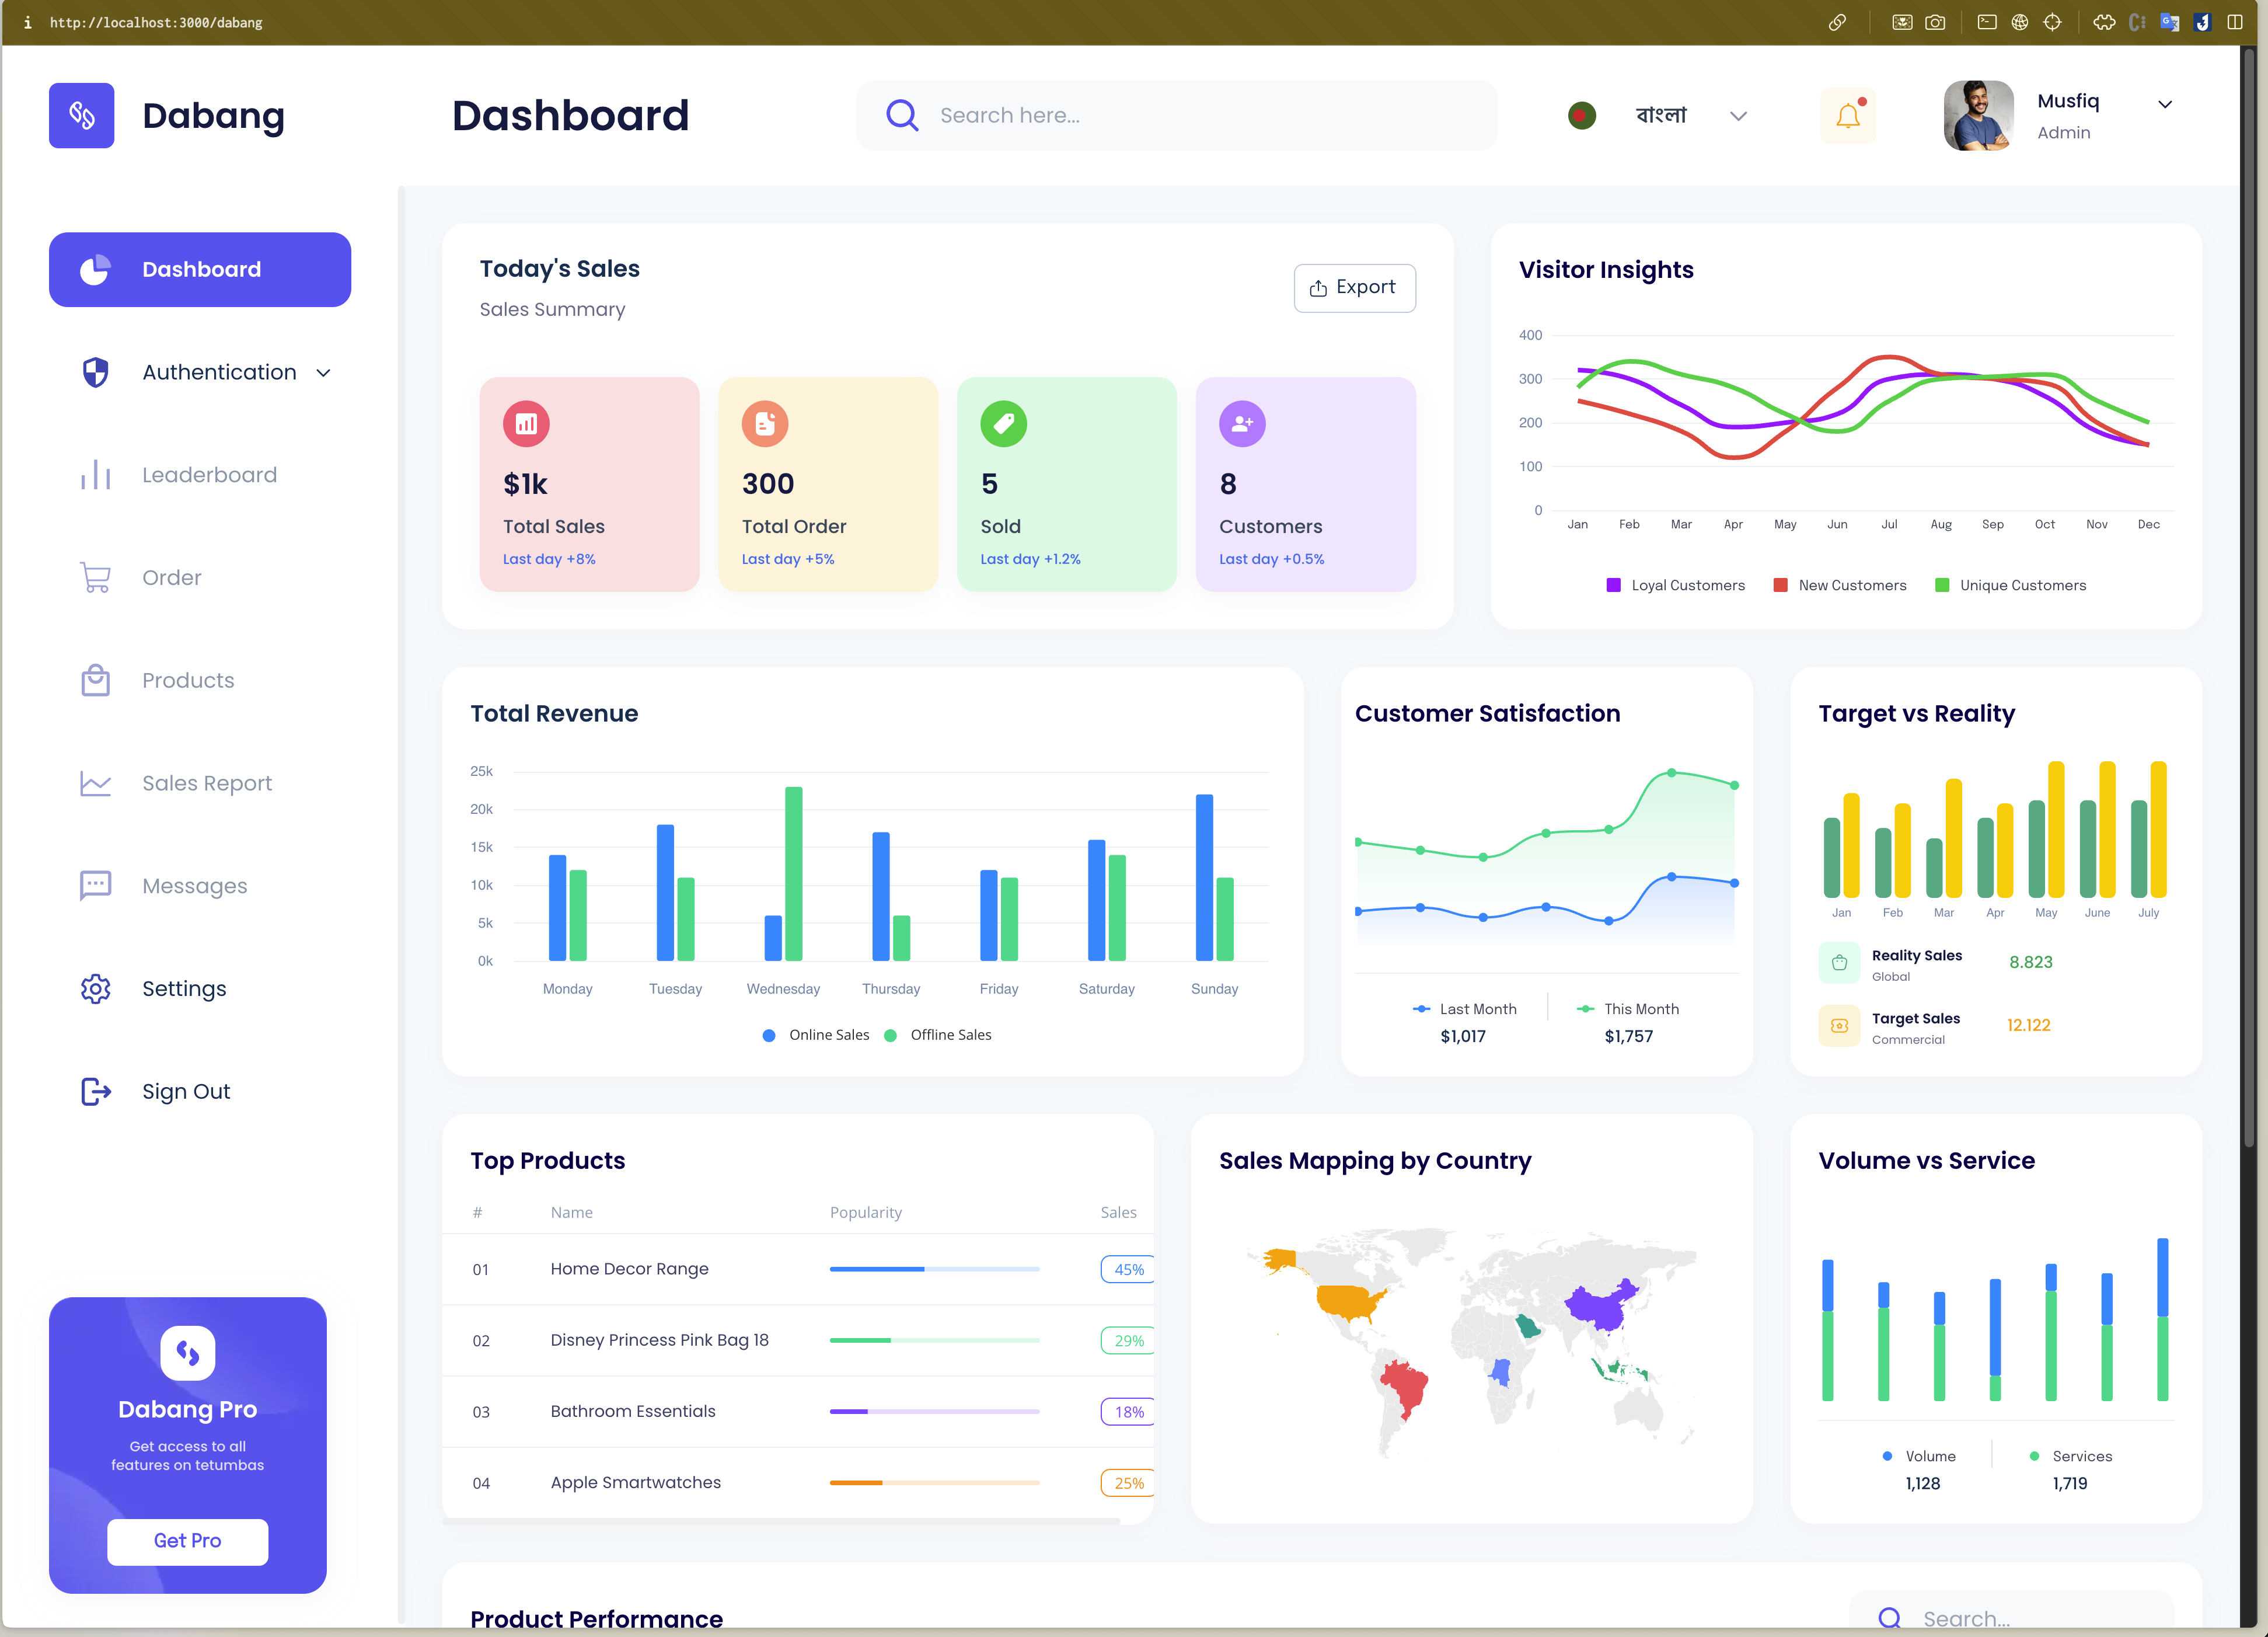 http://localhost:3000/dabang
Dabang
Dashboard
Search here...
বাংলা
Musfiq
Admin
Dashboard
Authentication
Leaderboard
Order
Products
Sales Report
Messages
Settings
Sign Out
Dabang Pro
Get access to all
features on tetumbas
Get Pro
Today's Sales
Sales Summary
Export
$1k
Total Sales
Last day +8%
300
Total Order
Last day +5%
5
Sold
Last day +1.2%
8
Customers
Last day +0.5%
Visitor Insights
400
300
200
100
0
Jan Feb Mar Apr May Jun Jul Aug Sep Oct Nov Dec
Loyal Customers New Customers Unique Customers
Total Revenue
25k
20k
15k
10k
5k
0k
Monday Tuesday Wednesday Thursday Friday Saturday Sunday
Online Sales Offline Sales
Customer Satisfaction
Last Month This Month
$1,017 $1,757
Target vs Reality
Jan Feb Mar Apr May June July
Reality Sales 8.823
Global
Target Sales 12.122
Commercial
Top Products
# Name Popularity Sales
01 Home Decor Range 45%
02 Disney Princess Pink Bag 18 29%
03 Bathroom Essentials 18%
04 Apple Smartwatches 25%
Sales Mapping by Country
Volume vs Service
Volume Services
1,128 1,719
Product Performance
Search...